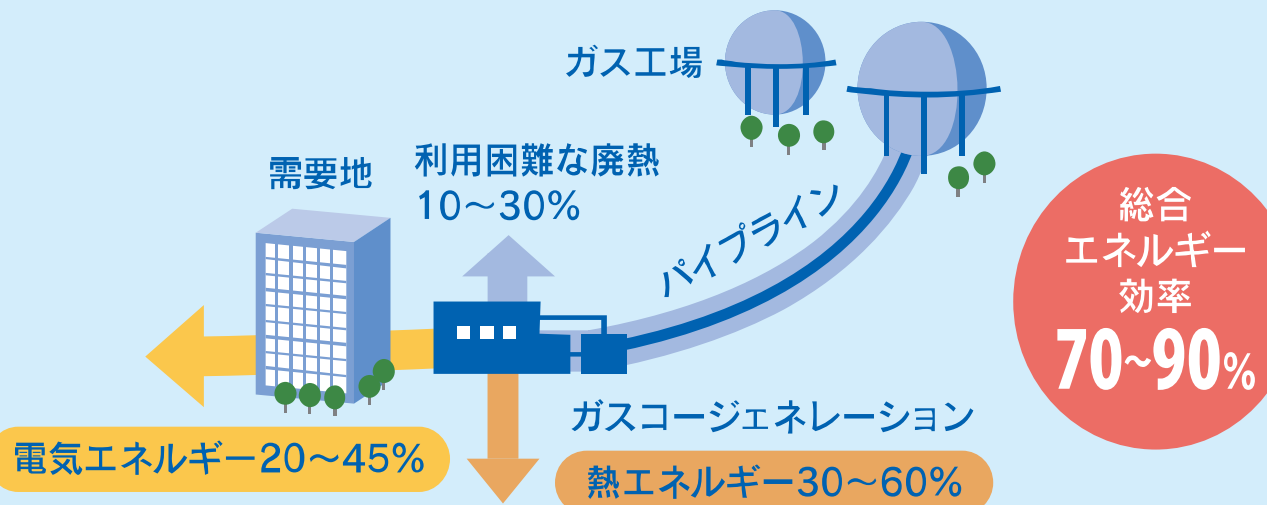 ガス工場
需要地
利用困難な廃熱
10〜30%
パイプライン
総合
エネルギー
効率
70〜90%
ガスコージェネレーション
電気エネルギー20〜45%
熱エネルギー30〜60%